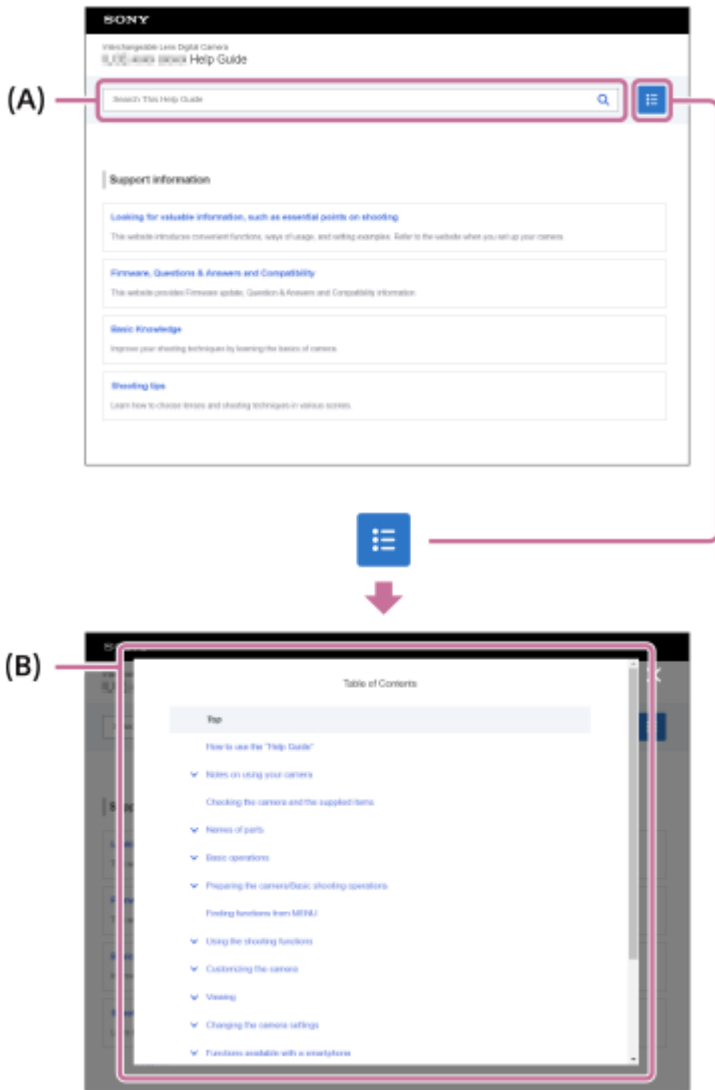 SONY
Interchangeable Lens Digital Camera
Help Guide
(A)
Search This Help Guide
Support information
Looking for valuable information, such as essential points on shooting
This website introduces convenient functions, ways of usage, and setting examples. Refer to the website when you set up your camera.
Firmware, Questions & Answers and Compatibility
This website provides Firmware update, Question & Answers and Compatibility information.
Basic Knowledge
Improve your shooting techniques by learning the basics of camera.
Shooting tips
Learn how to choose lenses and shooting techniques in various scenes.
(B)
Table of Contents
Top
How to use the "Help Guide"
Notes on using your camera
Checking the camera and the supplied items
Names of parts
Basic operations
Preparing the camera/Basic shooting operations
Finding functions from MENU
Using the shooting functions
Customizing the camera
Viewing
Changing the camera settings
Functions available with a smartphone